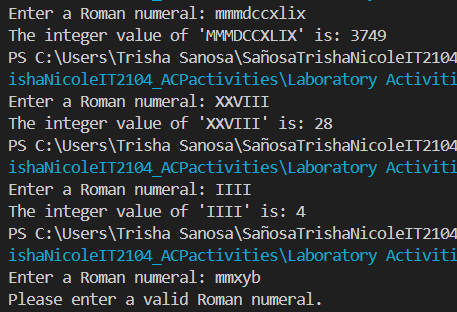 Enter a Roman numeral: mmmdccxlix
The integer value of 'MMMDCCXLIX' is: 3749
PS C:\Users\Trisha Sanosa\SañosaTrishaNicoleIT2104
ishaNicoleIT2104_ACPactivities\Laboratory Activiti
Enter a Roman numeral: XXVIII
The integer value of 'XXVIII' is: 28
PS C:\Users\Trisha Sanosa\SañosaTrishaNicoleIT2104
ishaNicoleIT2104_ACPactivities\Laboratory Activiti
Enter a Roman numeral: IIII
The integer value of 'IIII' is: 4
PS C:\Users\Trisha Sanosa\SañosaTrishaNicoleIT2104
ishaNicoleIT2104_ACPactivities\Laboratory Activiti
Enter a Roman numeral: mmxyb
Please enter a valid Roman numeral.